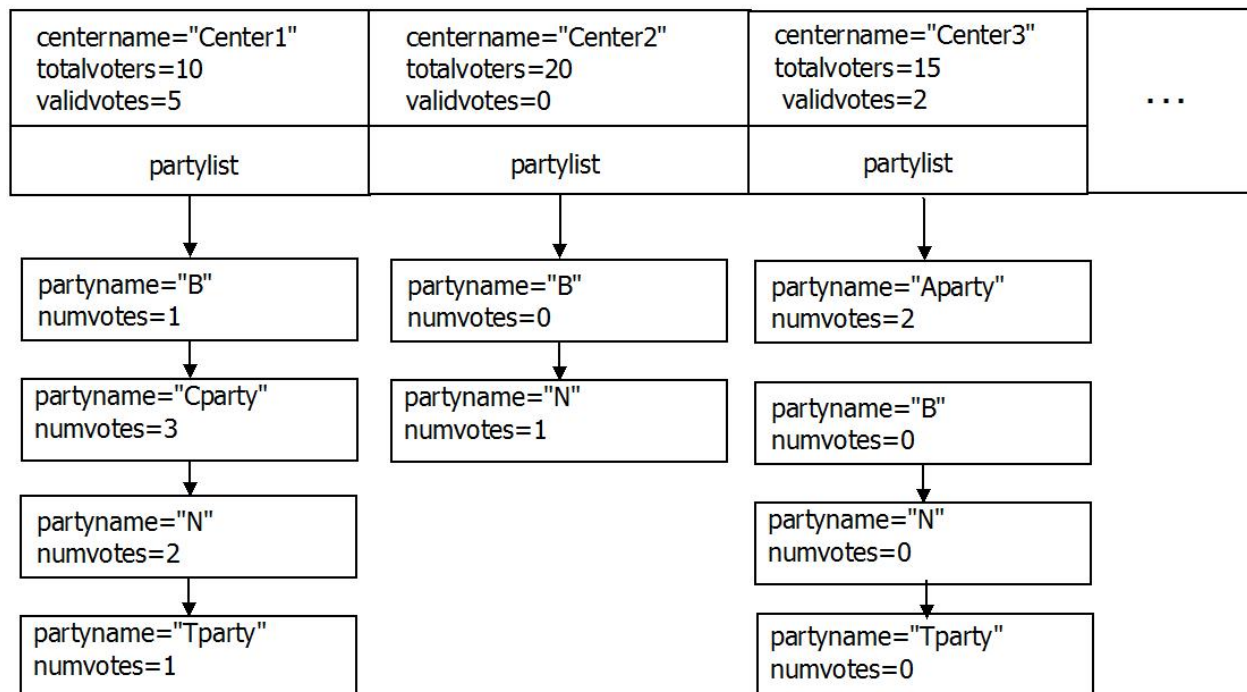 centername="Center1"
totalvoters=10
validvotes=5
partylist
centername="Center2"
totalvoters=20
validvotes=0
partylist
centername="Center3"
totalvoters=15
validvotes=2
partylist
...
partyname="B"
numvotes=1
partyname="Cparty"
numvotes=3
partyname="N"
numvotes=2
partyname="Tparty"
numvotes=1
partyname="B"
numvotes=0
partyname="N"
numvotes=1
partyname="Aparty"
numvotes=2
partyname="B"
numvotes=0
partyname="N"
numvotes=0
partyname="Tparty"
numvotes=0